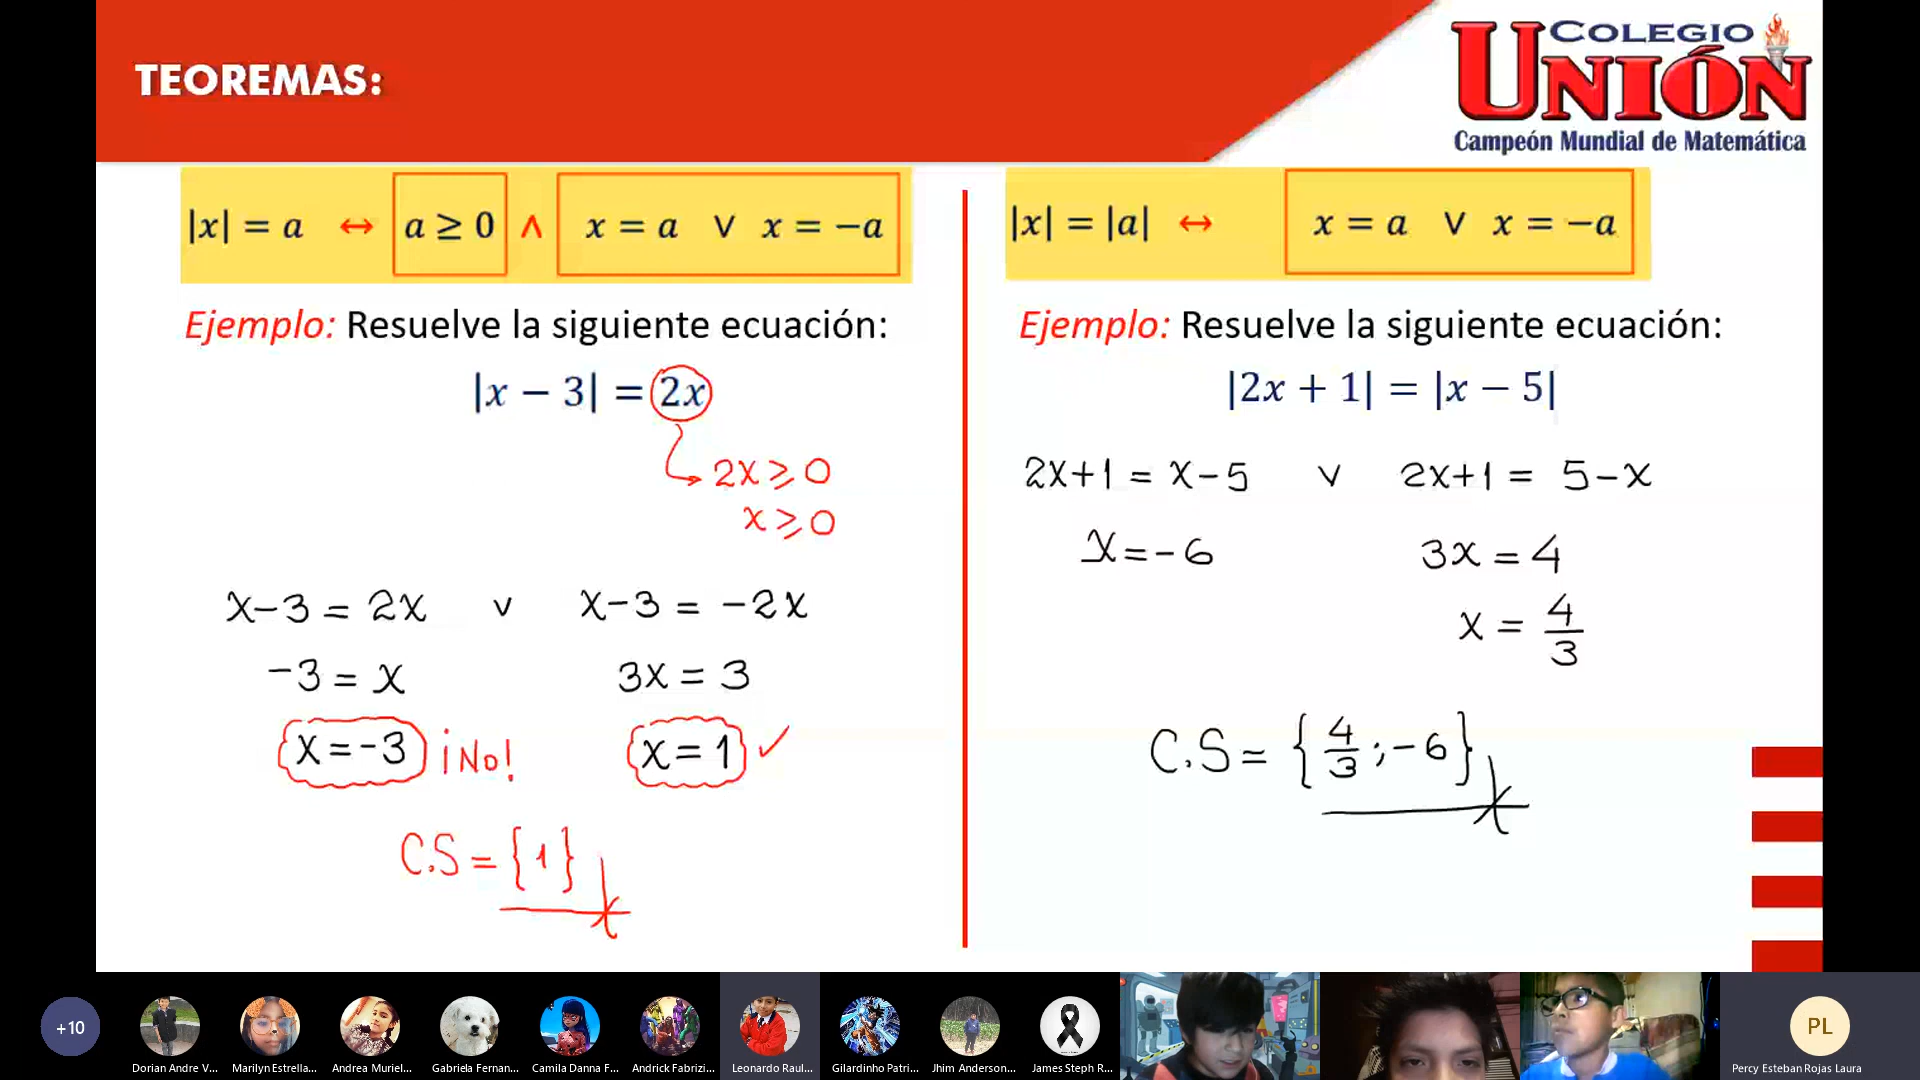 TEOREMAS:
COLEGIO
UNIÓN
Campeón Mundial de Matemática
|x| = a ↔ a ≥ 0 ∧ x = a ∨ x = −a
Ejemplo: Resuelve la siguiente ecuación:
|x − 3| = 2x
2x ≥ 0
x ≥ 0
x-3 = 2x v x-3 = -2x
-3 = x 3x = 3
x = -3 ¡No! x = 1 ✓
C.S = {1}
|x| = |a| ↔ x = a ∨ x = −a
Ejemplo: Resuelve la siguiente ecuación:
|2x + 1| = |x − 5|
2x+1 = x-5 v 2x+1 = 5-x
x = -6 3x = 4
x = 4/3
C.S = {4/3 ; -6}
+10
Dorian Andre V...
Marilyn Estrella...
Andrea Muriel...
Gabriela Fernan...
Camila Danna F...
Andrick Fabrizi...
Leonardo Raul...
Gilardinho Patri...
Jhim Anderson...
James Steph R...
PL
Percy Esteban Rojas Laura